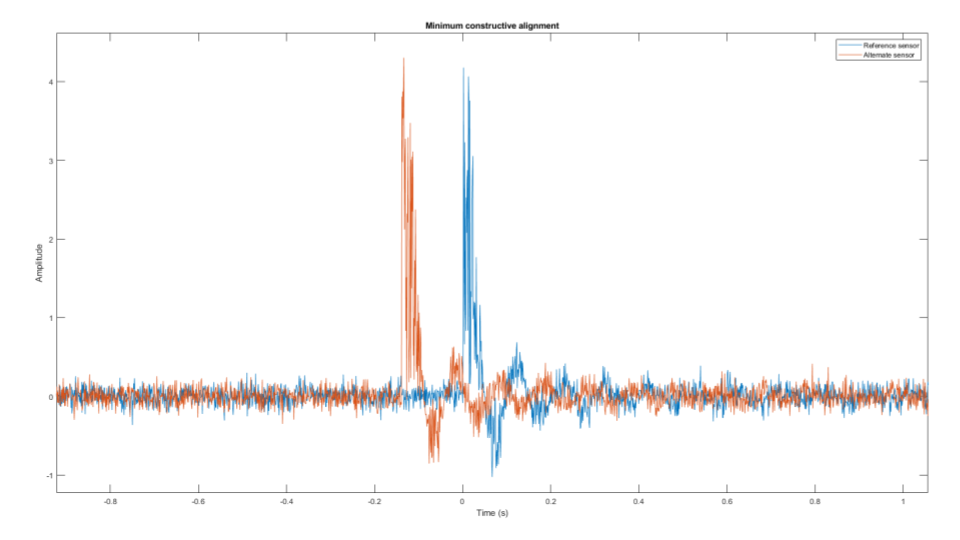 Minimum constructive alignment
Reference sensor
Alternate sensor
4
3
2
1
0
-1
Amplitude
-0.8 -0.6 -0.4 -0.2 0 0.2 0.4 0.6 0.8 1
Time (s)